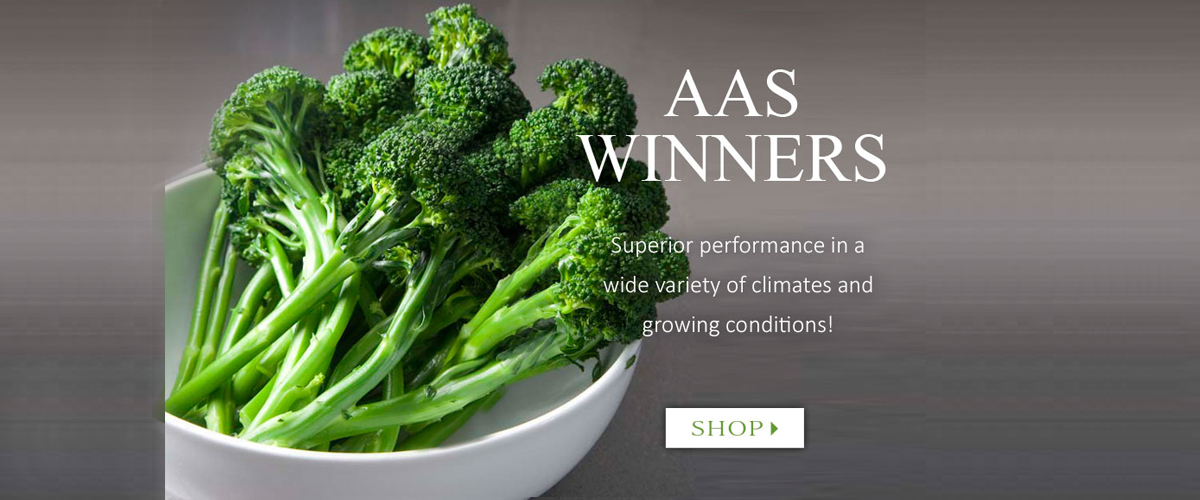 AAS
WINNERS
Superior performance in a
wide variety of climates and
growing conditions!
SHOP